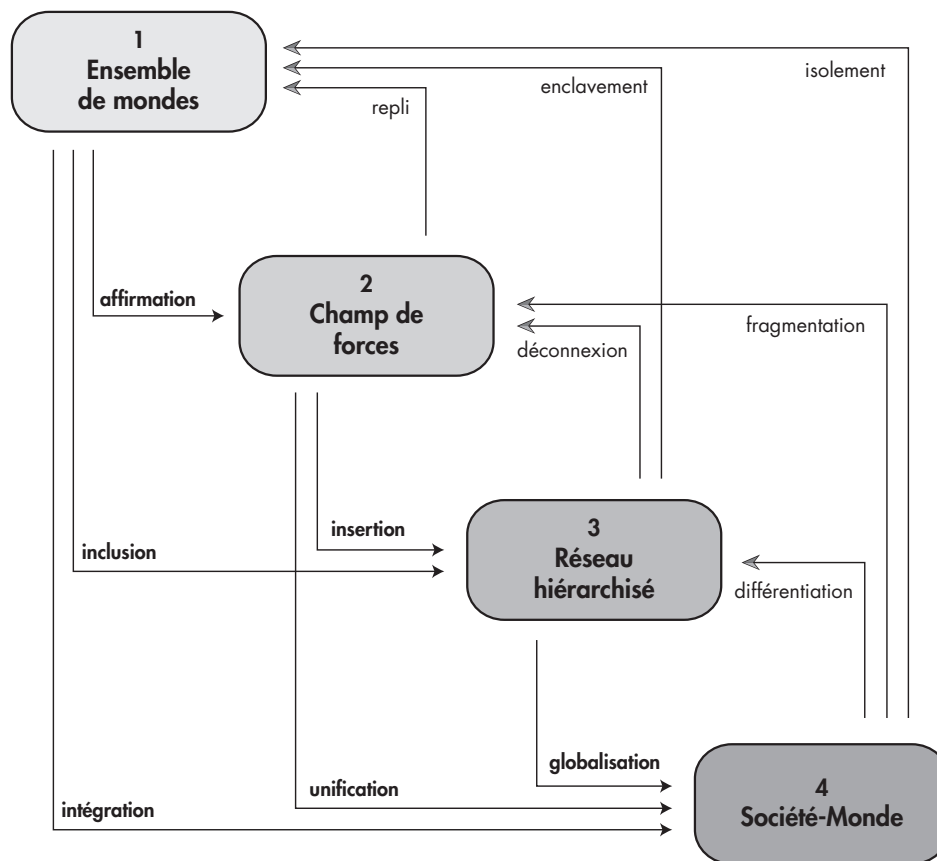 1
Ensemble
de mondes
isolement
enclavement
repli
affirmation
2
Champ de
forces
fragmentation
déconnexion
insertion
inclusion
3
Réseau
hiérarchisé
différentiation
globalisation
unification
intégration
4
Société-Monde